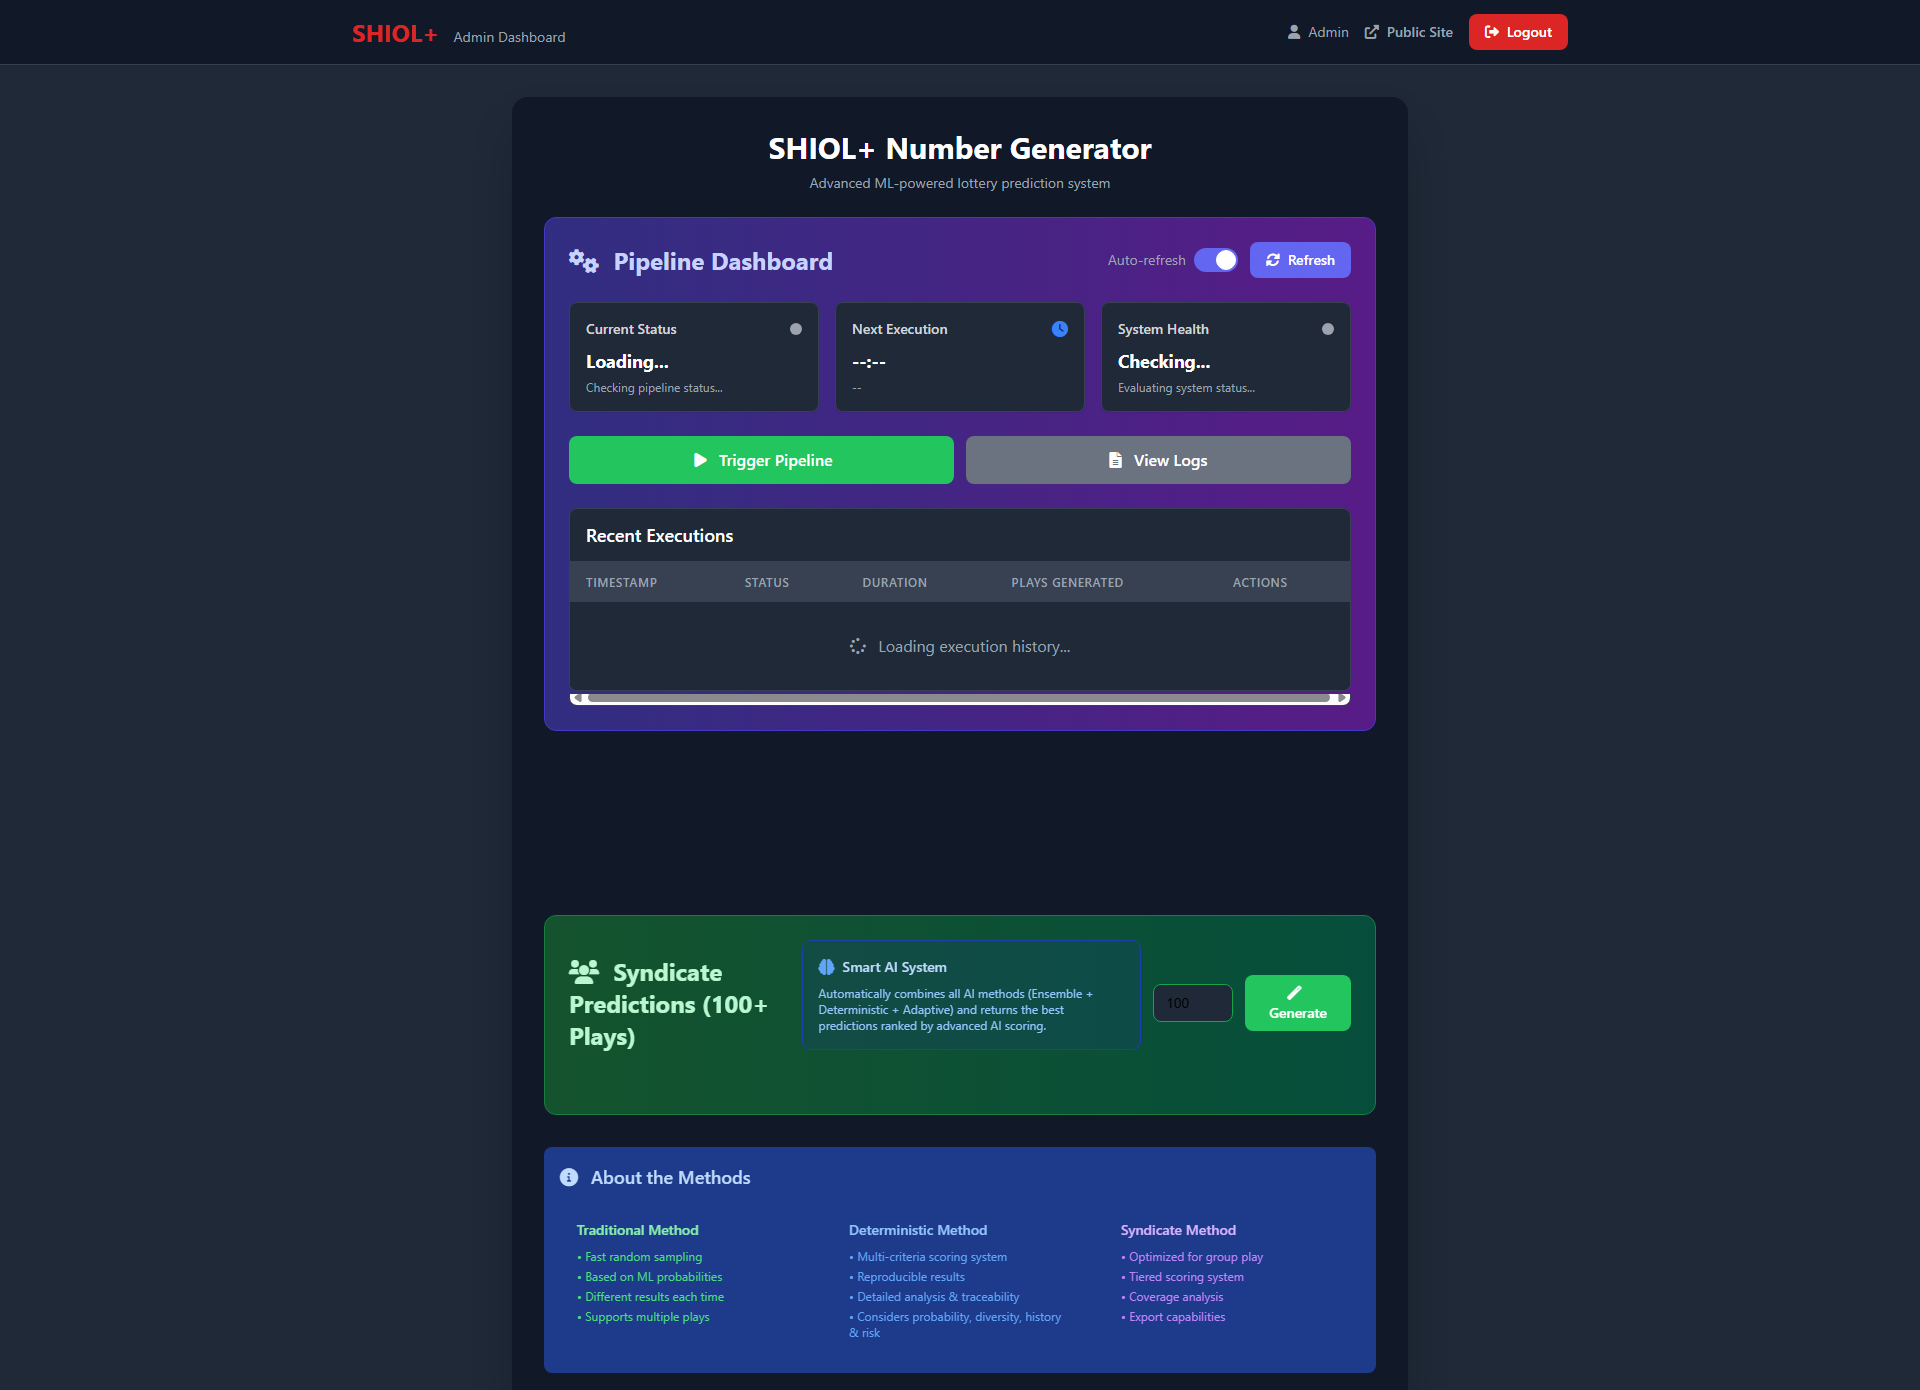 SHIOL+ Admin Dashboard Admin Public Site Logout
SHIOL+ Number Generator
Advanced ML-powered lottery prediction system
Pipeline Dashboard Auto-refresh Refresh
Current Status
Loading...
Checking pipeline status...
Next Execution
--:--
--
System Health
Checking...
Evaluating system status...
Trigger Pipeline View Logs
Recent Executions
TIMESTAMP STATUS DURATION PLAYS GENERATED ACTIONS
Loading execution history...
Syndicate
Predictions (100+
Plays)
Smart AI System
Automatically combines all AI methods (Ensemble +
Deterministic + Adaptive) and returns the best
predictions ranked by advanced AI scoring.
100
Generate
About the Methods
Traditional Method
• Fast random sampling
• Based on ML probabilities
• Different results each time
• Supports multiple plays
Deterministic Method
• Multi-criteria scoring system
• Reproducible results
• Detailed analysis & traceability
• Considers probability, diversity, history
& risk
Syndicate Method
• Optimized for group play
• Tiered scoring system
• Coverage analysis
• Export capabilities